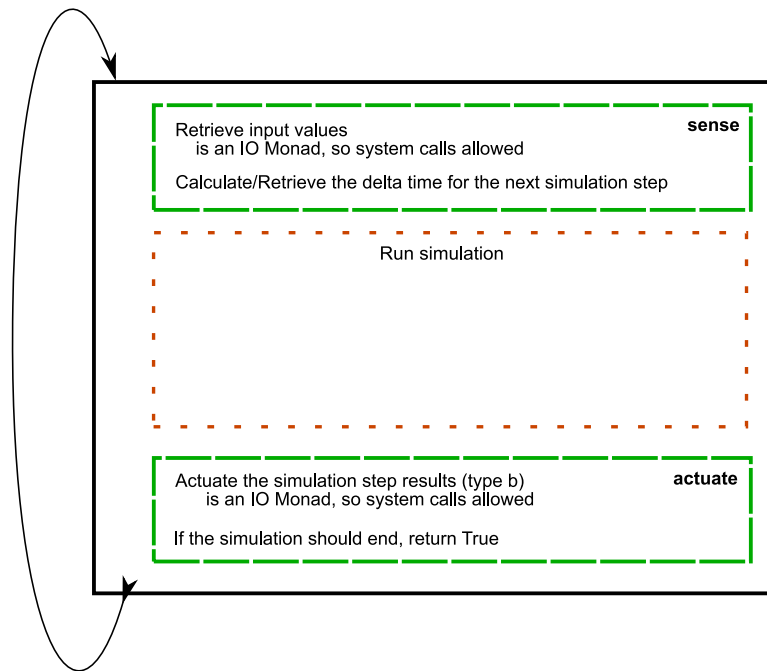 Retrieve input values
sense
is an IO Monad, so system calls allowed
Calculate/Retrieve the delta time for the next simulation step
Run simulation
Actuate the simulation step results (type b)
actuate
is an IO Monad, so system calls allowed
If the simulation should end, return True